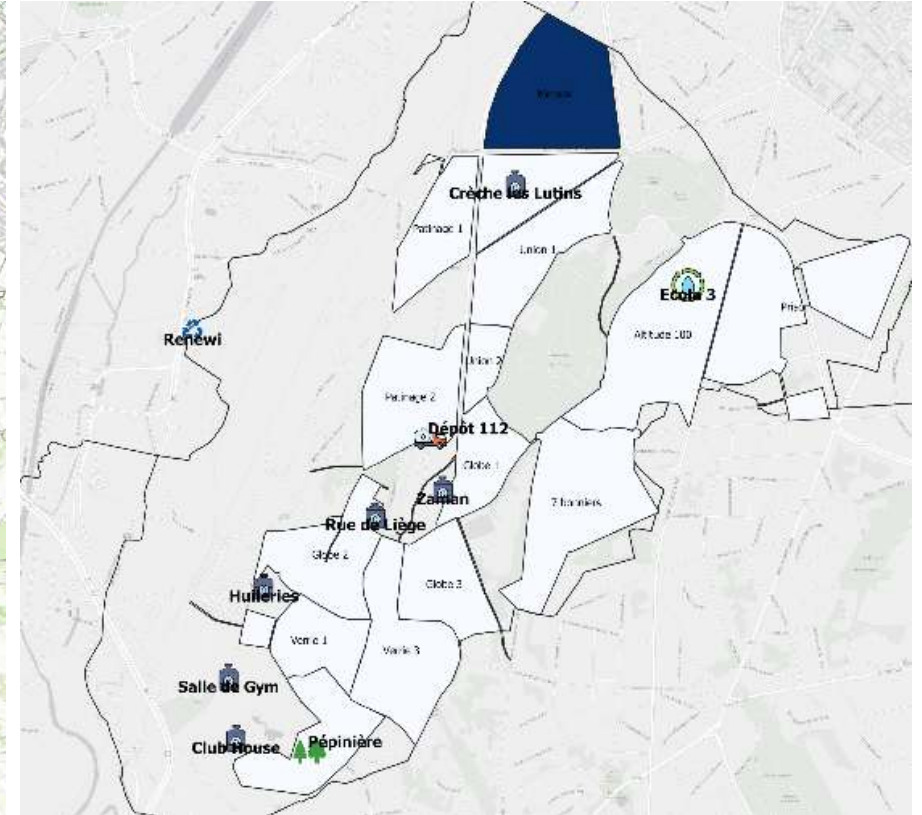 Crèche les Lutins
Patinage 1
Union 1
Ecole 3
Altitude 100
Renewi
Union 2
Patinage 2
Dépôt 112
Globe 1
Zaman
7 bonniers
Rue de Liège
Globe 2
Globe 3
Huileries
Verrie 1
Verrie 3
Salle de Gym
Pépinière
Club House